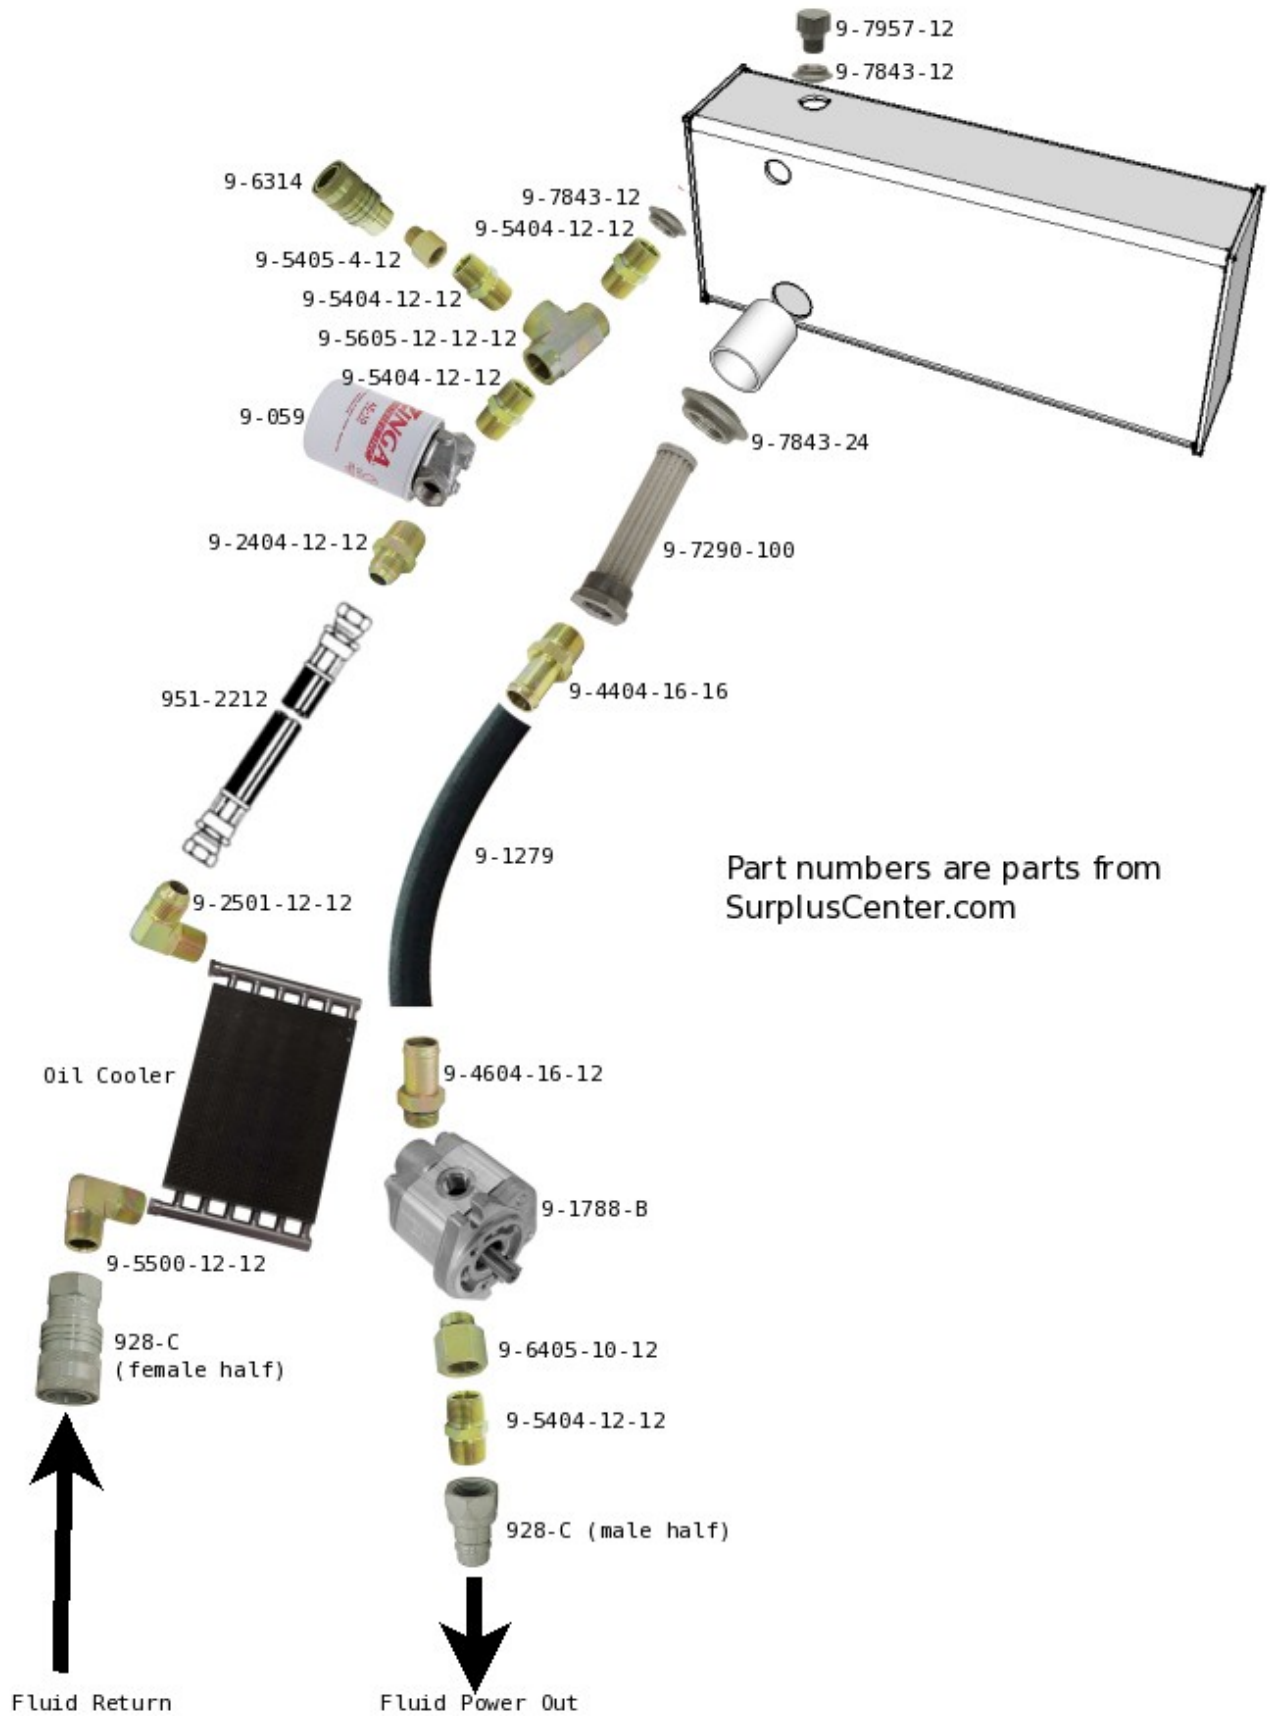 9-7957-12
9-7843-12
9-6314
9-7843-12
9-5404-12-12
9-5405-4-12
9-5404-12-12
9-5605-12-12-12
9-5404-12-12
9-059
ZINGA
9-7843-24
9-2404-12-12
9-7290-100
951-2212
9-4404-16-16
9-1279
Part numbers are parts from
SurplusCenter.com
9-2501-12-12
Oil Cooler
9-4604-16-12
9-1788-B
9-5500-12-12
928-C
(female half)
9-6405-10-12
9-5404-12-12
928-C (male half)
Fluid Return
Fluid Power Out